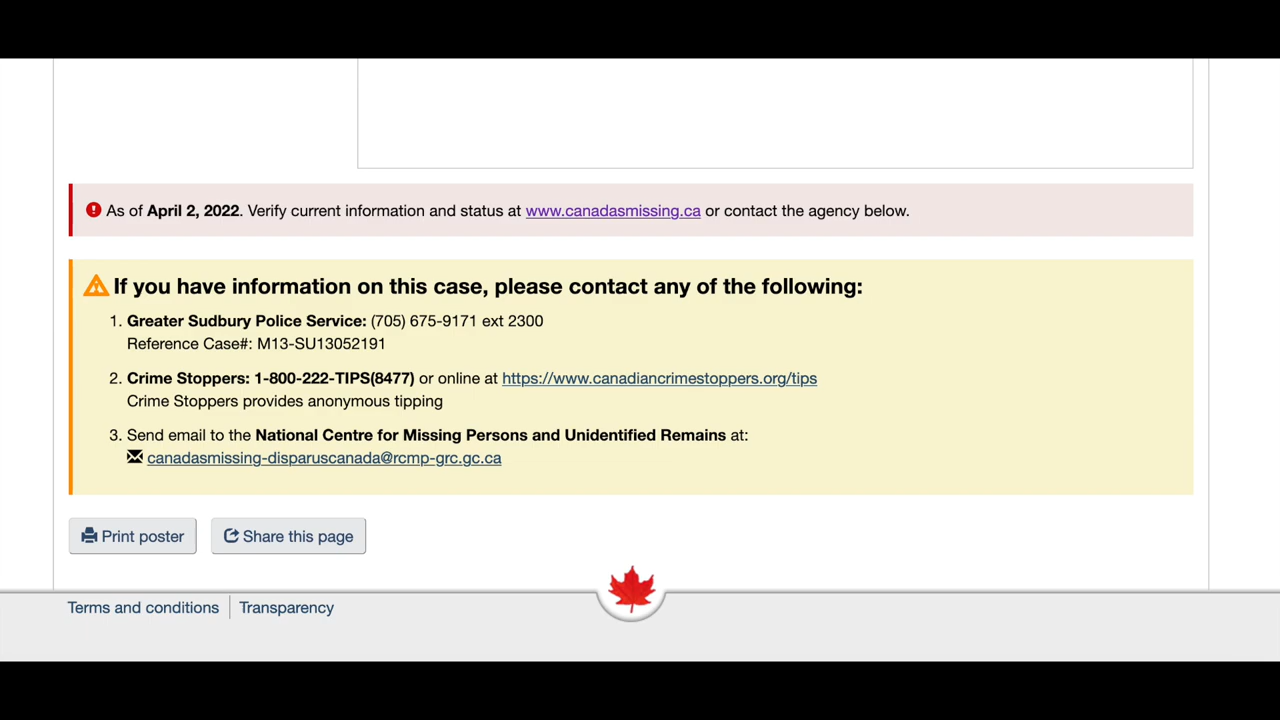 As of April 2, 2022. Verify current information and status at www.canadasmissing.ca or contact the agency below.
If you have information on this case, please contact any of the following:
1. Greater Sudbury Police Service: (705) 675-9171 ext 2300
Reference Case#: M13-SU13052191
2. Crime Stoppers: 1-800-222-TIPS(8477) or online at https://www.canadiancrimestoppers.org/tips
Crime Stoppers provides anonymous tipping
3. Send email to the National Centre for Missing Persons and Unidentified Remains at:
canadasmissing-disparuscanada@rcmp-grc.gc.ca
Print poster Share this page
Terms and conditions Transparency